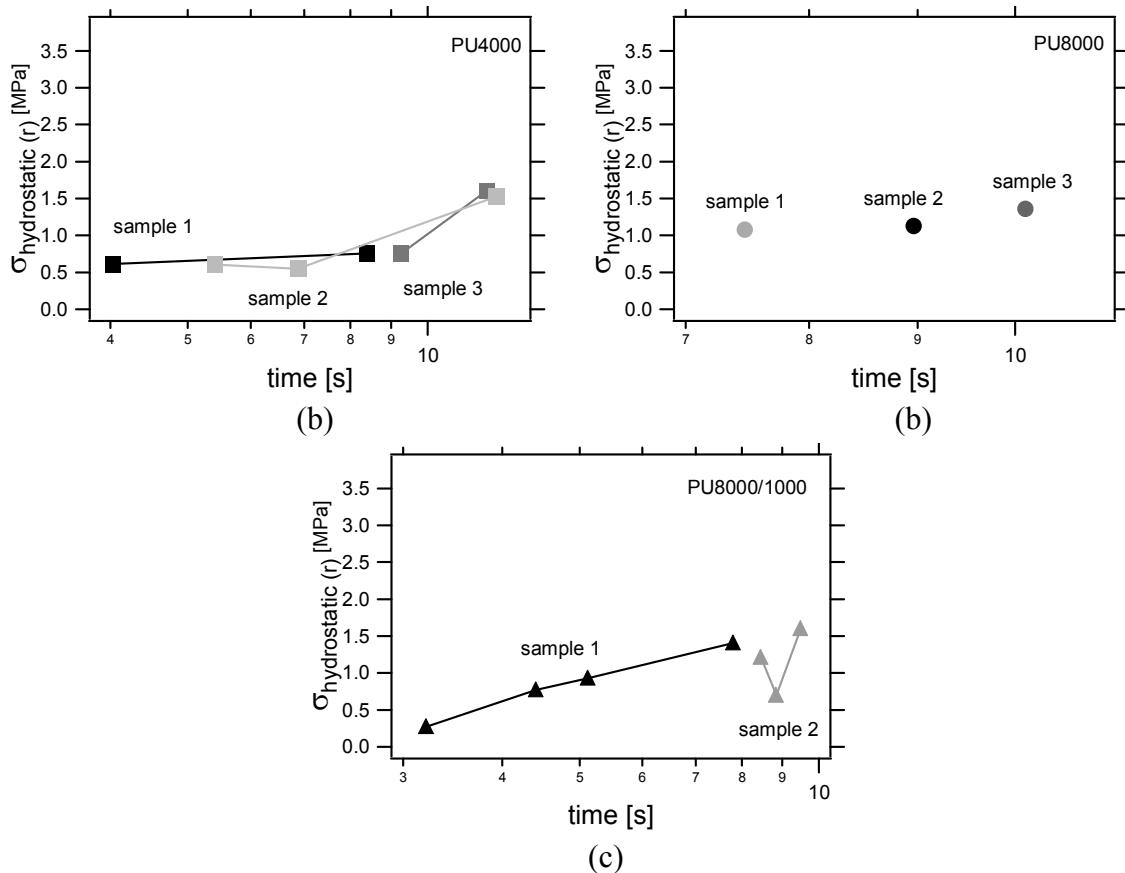 PU4000
σhydrostatic (r) [MPa]
3.5
3.0
2.5
2.0
1.5
1.0
0.5
0.0
sample 1
sample 2
sample 3
4 5 6 7 8 9 10
time [s]
(b)
PU8000
σhydrostatic (r) [MPa]
3.5
3.0
2.5
2.0
1.5
1.0
0.5
0.0
sample 1
sample 2
sample 3
7 8 9 10
time [s]
(b)
PU8000/1000
σhydrostatic (r) [MPa]
3.5
3.0
2.5
2.0
1.5
1.0
0.5
0.0
sample 1
sample 2
3 4 5 6 7 8 9 10
time [s]
(c)